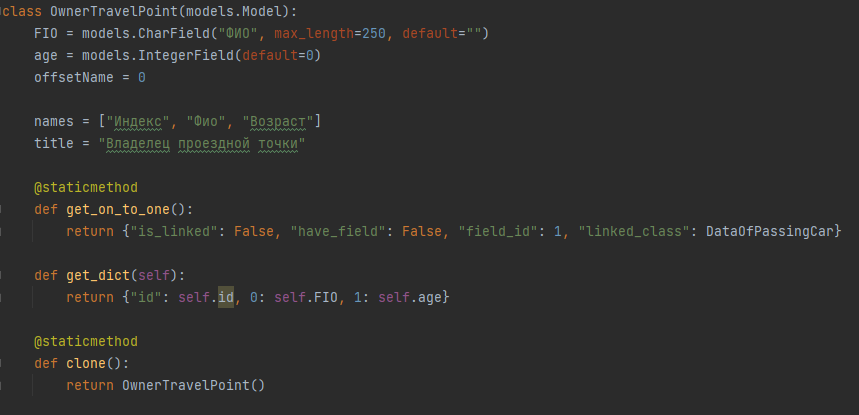 class OwnerTravelPoint(models.Model):
    FIO = models.CharField("ФИО", max_length=250, default="")
    age = models.IntegerField(default=0)
    offsetName = 0

    names = ["Индекс", "Фио", "Возраст"]
    title = "Владелец проездной точки"

    @staticmethod
    def get_on_to_one():
        return {"is_linked": False, "have_field": False, "field_id": 1, "linked_class": DataOfPassingCar}

    def get_dict(self):
        return {"id": self.id, 0: self.FIO, 1: self.age}

    @staticmethod
    def clone():
        return OwnerTravelPoint()